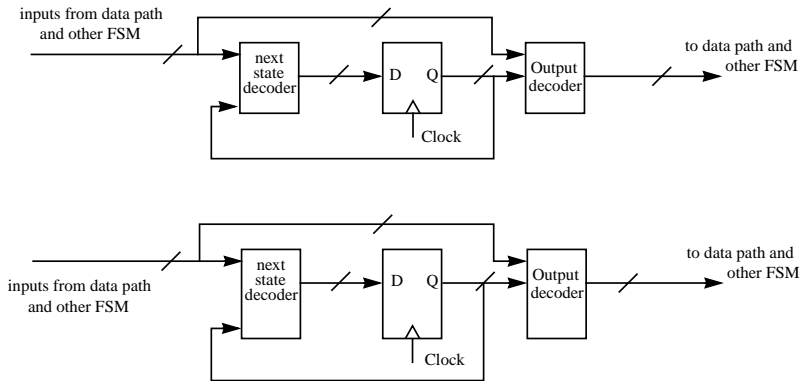 inputs from data path
and other FSM
next
state
decoder
D Q
Clock
Output
decoder
to data path and
other FSM
inputs from data path
and other FSM
next
state
decoder
D Q
Clock
Output
decoder
to data path and
other FSM